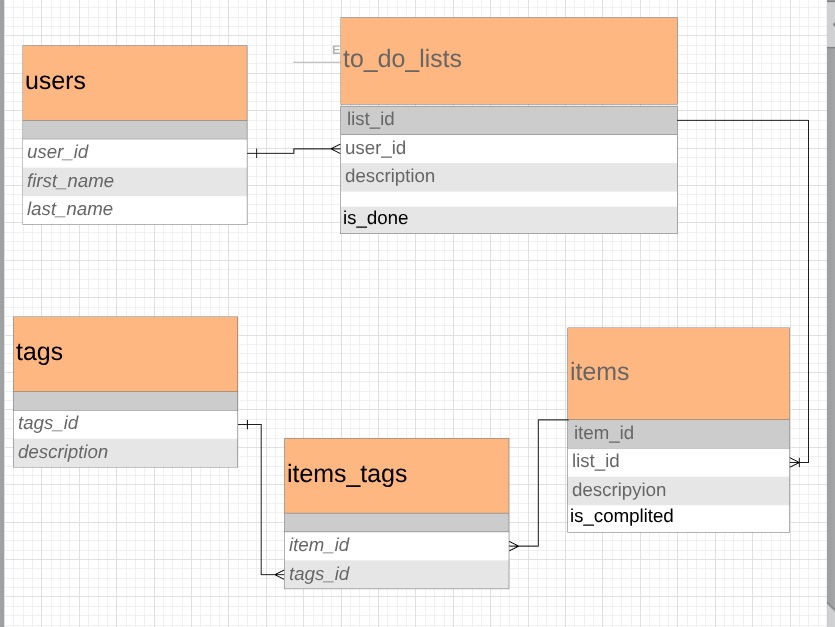 users
user_id
first_name
last_name
E
to_do_lists
list_id
user_id
description
is_done
tags
tags_id
description
items_tags
item_id
tags_id
items
item_id
list_id
descripyion
is_complited